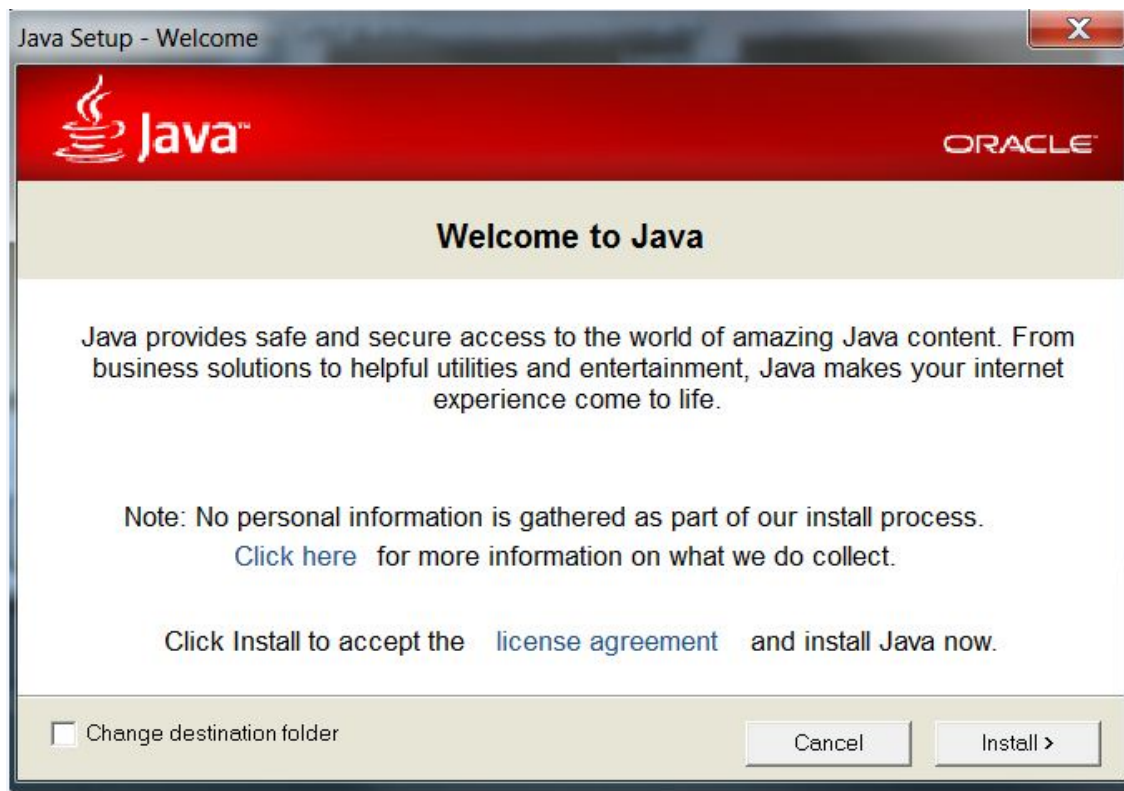 Java Setup - Welcome
Java™
ORACLE
Welcome to Java
Java provides safe and secure access to the world of amazing Java content. From
business solutions to helpful utilities and entertainment, Java makes your internet
experience come to life.
Note: No personal information is gathered as part of our install process.
Click here for more information on what we do collect.
Click Install to accept the license agreement and install Java now.
Change destination folder
Cancel
Install >